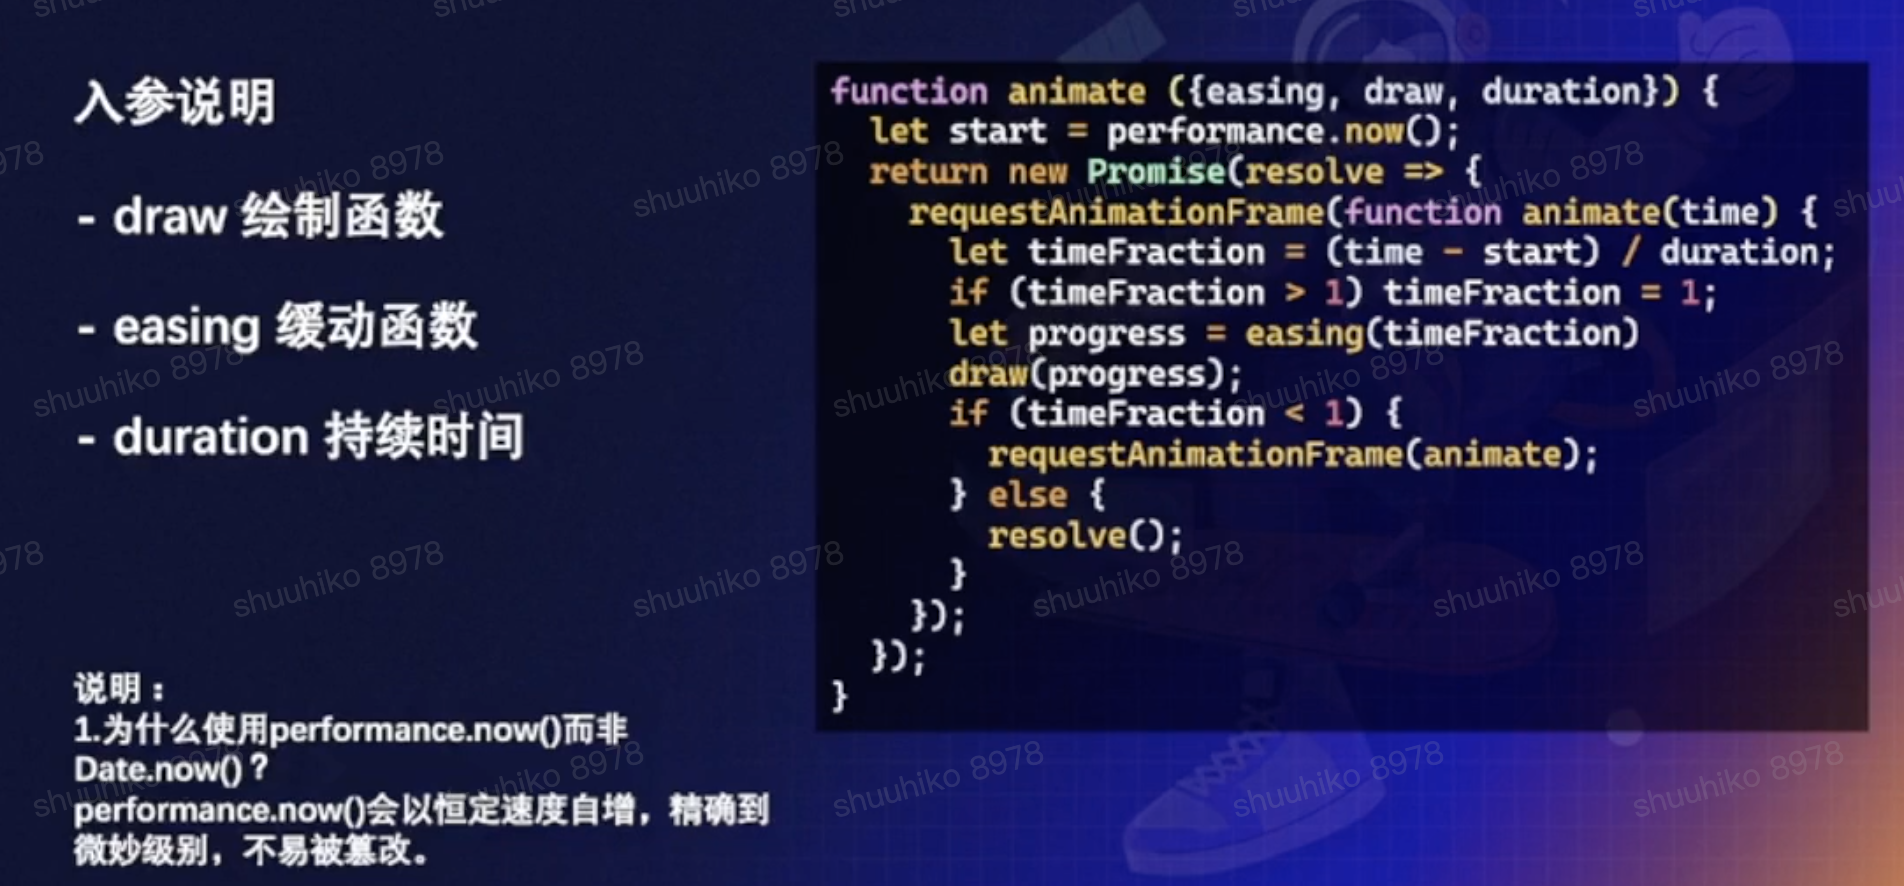 入参说明
- draw 绘制函数
- easing 缓动函数
- duration 持续时间
说明：
1.为什么使用performance.now()而非
Date.now()？
performance.now()会以恒定速度自增，精确到
微妙级别，不易被篡改。
function animate ({easing, draw, duration}) {
  let start = performance.now();
  return new Promise(resolve => {
    requestAnimationFrame(function animate(time) {
      let timeFraction = (time - start) / duration;
      if (timeFraction > 1) timeFraction = 1;
      let progress = easing(timeFraction)
      draw(progress);
      if (timeFraction < 1) {
        requestAnimationFrame(animate);
      } else {
        resolve();
      }
    });
  });
}
shuuhiko 8978